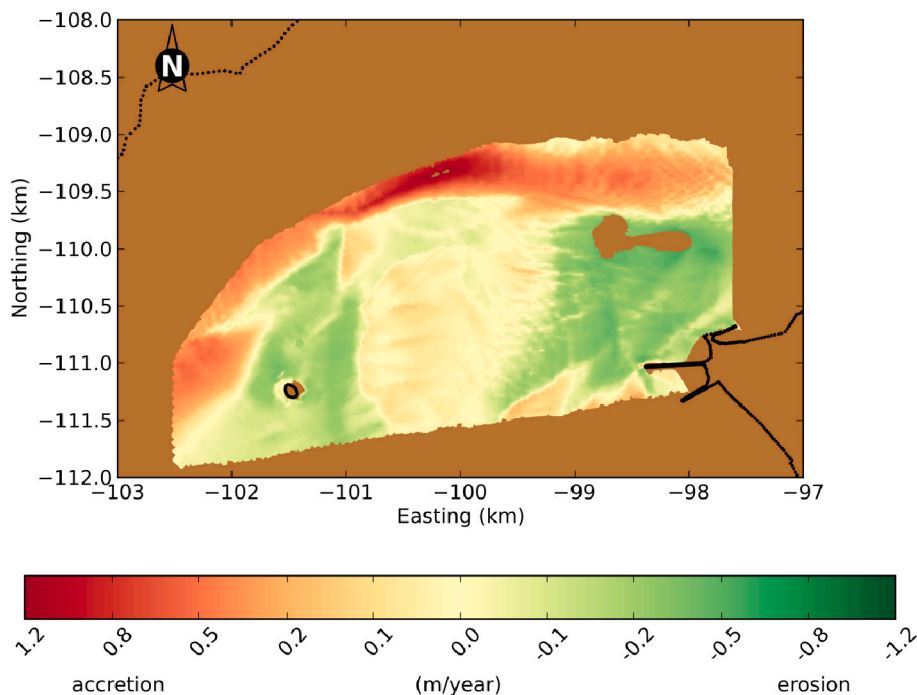 −108.0
N
−108.5
−109.0
−109.5
−110.0
−110.5
−111.0
−111.5
−112.0
Northing (km)
−103 −102 −101 −100 −99 −98 −97
Easting (km)
1.2 0.8 0.5 0.2 0.1 0.0 -0.1 -0.2 -0.5 -0.8 -1.2
accretion (m/year) erosion